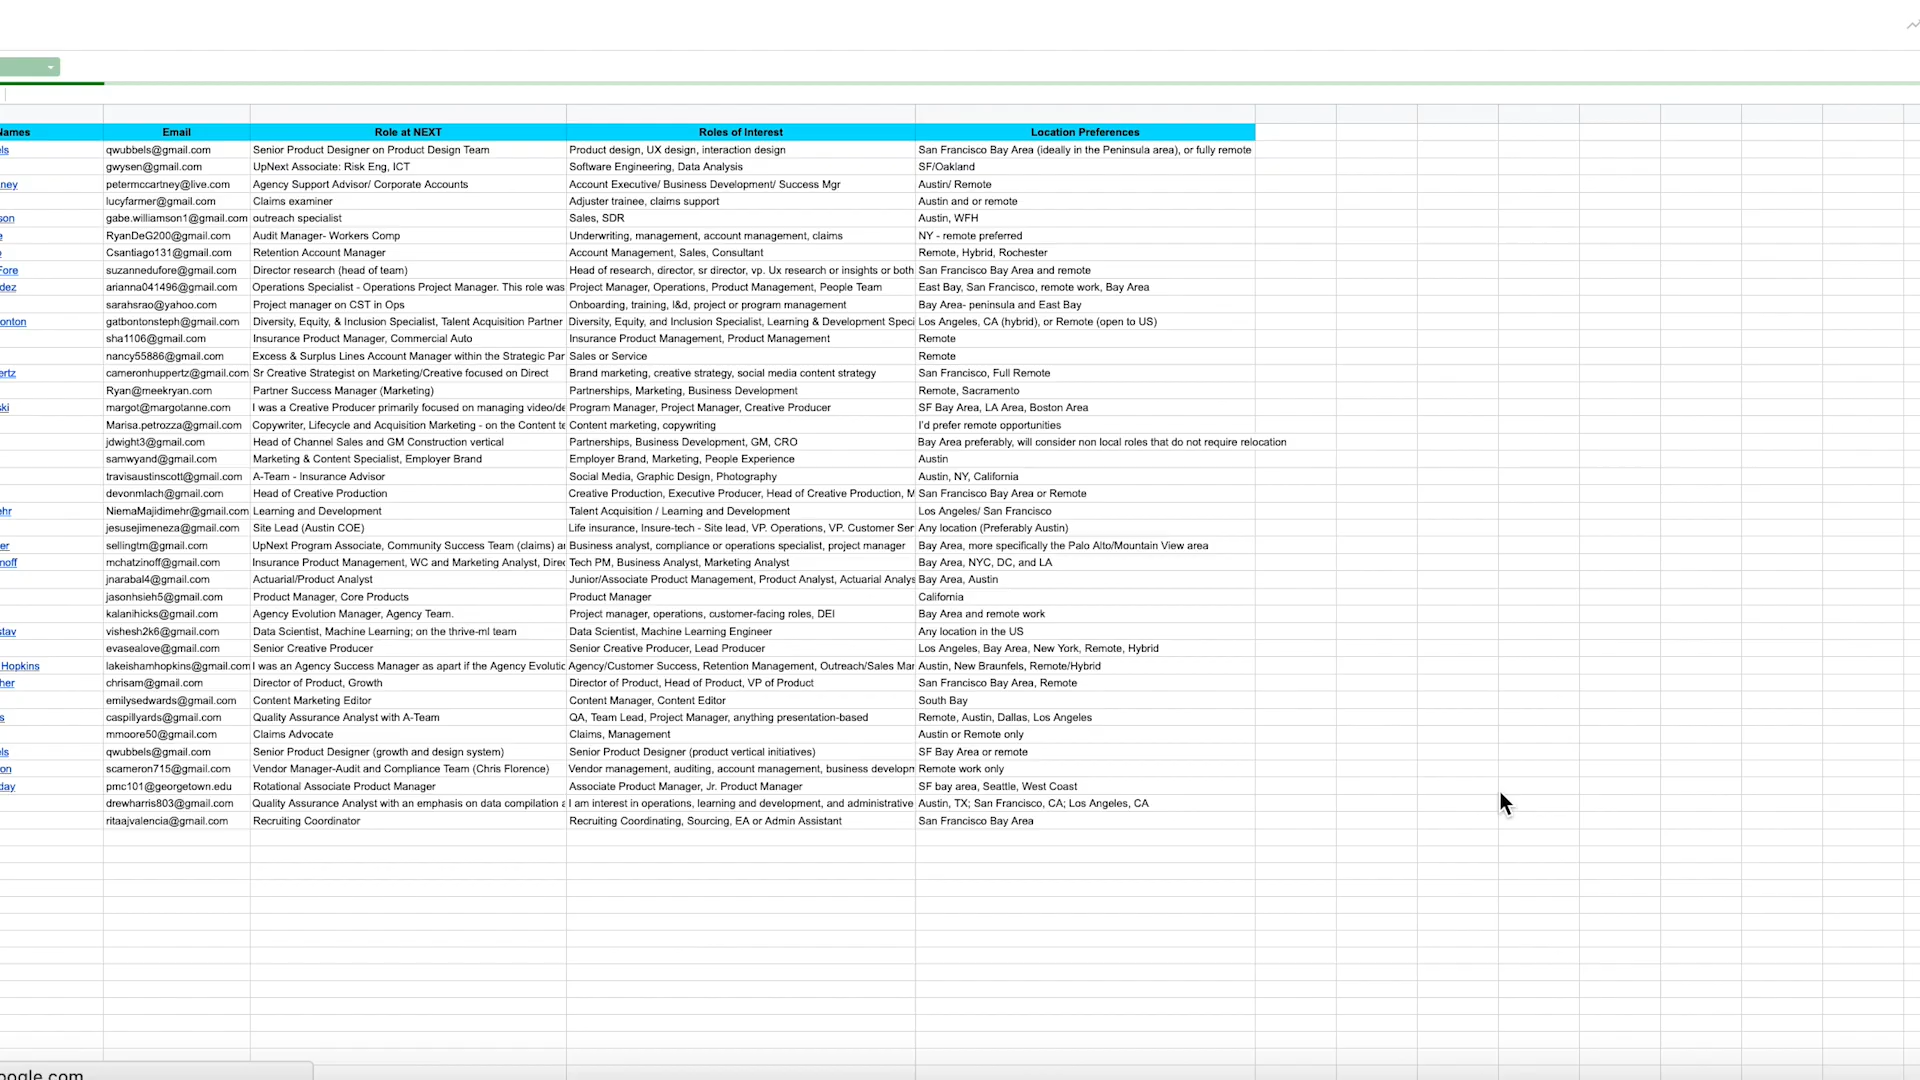 Names Email Role at NEXT Roles of Interest Location Preferences
els qwubbels@gmail.com Senior Product Designer on Product Design Team Product design, UX design, interaction design San Francisco Bay Area (ideally in the Peninsula area), or fully remote
gwysen@gmail.com UpNext Associate: Risk Eng, ICT Software Engineering, Data Analysis SF/Oakland
ney petermccartney@live.com Agency Support Advisor/ Corporate Accounts Account Executive/ Business Development/ Success Mgr Austin/ Remote
lucyfarmer@gmail.com Claims examiner Adjuster trainee, claims support Austin and or remote
son gabe.williamson1@gmail.com outreach specialist Sales, SDR Austin, WFH
e RyanDeG200@gmail.com Audit Manager- Workers Comp Underwriting, management, account management, claims NY - remote preferred
Csantiago131@gmail.com Retention Account Manager Account Management, Sales, Consultant Remote, Hybrid, Rochester
Fore suzannedufore@gmail.com Director research (head of team) Head of research, director, sr director, vp. Ux research or insights or both San Francisco Bay Area and remote
dez arianna041496@gmail.com Operations Specialist - Operations Project Manager. This role was Project Manager, Operations, Product Management, People Team East Bay, San Francisco, remote work, Bay Area
sarahsrao@yahoo.com Project manager on CST in Ops Onboarding, training, l&d, project or program management Bay Area- peninsula and East Bay
onton gatbontonsteph@gmail.com Diversity, Equity, & Inclusion Specialist, Talent Acquisition Partner Diversity, Equity, and Inclusion Specialist, Learning & Development Speci Los Angeles, CA (hybrid), or Remote (open to US)
sha1106@gmail.com Insurance Product Manager, Commercial Auto Insurance Product Management, Product Management Remote
nancy55886@gmail.com Excess & Surplus Lines Account Manager within the Strategic Par Sales or Service Remote
ertz cameronhuppertz@gmail.com Sr Creative Strategist on Marketing/Creative focused on Direct Brand marketing, creative strategy, social media content strategy San Francisco, Full Remote
Ryan@meekryan.com Partner Success Manager (Marketing) Partnerships, Marketing, Business Development Remote, Sacramento
ski margot@margotanne.com I was a Creative Producer primarily focused on managing video/de Program Manager, Project Manager, Creative Producer SF Bay Area, LA Area, Boston Area
Marisa.petrozza@gmail.com Copywriter, Lifecycle and Acquisition Marketing - on the Content te Content marketing, copywriting I'd prefer remote opportunities
jdwight3@gmail.com Head of Channel Sales and GM Construction vertical Partnerships, Business Development, GM, CRO Bay Area preferably, will consider non local roles that do not require relocation
samwyand@gmail.com Marketing & Content Specialist, Employer Brand Employer Brand, Marketing, People Experience Austin
travisaustinscott@gmail.com A-Team - Insurance Advisor Social Media, Graphic Design, Photography Austin, NY, California
devonmlach@gmail.com Head of Creative Production Creative Production, Executive Producer, Head of Creative Production, M San Francisco Bay Area or Remote
ehr NiemaMajidimehr@gmail.com Learning and Development Talent Acquisition / Learning and Development Los Angeles/ San Francisco
jesusejimeneza@gmail.com Site Lead (Austin COE) Life insurance, Insure-tech - Site lead, VP. Operations, VP. Customer Ser Any location (Preferably Austin)
er sellingtm@gmail.com UpNext Program Associate, Community Success Team (claims) an Business analyst, compliance or operations specialist, project manager Bay Area, more specifically the Palo Alto/Mountain View area
noff mchatzinoff@gmail.com Insurance Product Management, WC and Marketing Analyst, Dire Tech PM, Business Analyst, Marketing Analyst Bay Area, NYC, DC, and LA
jnarabal4@gmail.com Actuarial/Product Analyst Junior/Associate Product Management, Product Analyst, Actuarial Analys Bay Area, Austin
jasonhsieh5@gmail.com Product Manager, Core Products Product Manager California
kalanihicks@gmail.com Agency Evolution Manager, Agency Team. Project manager, operations, customer-facing roles, DEI Bay Area and remote work
stav vishesh2k6@gmail.com Data Scientist, Machine Learning; on the thrive-ml team Data Scientist, Machine Learning Engineer Any location in the US
evasealove@gmail.com Senior Creative Producer Senior Creative Producer, Lead Producer Los Angeles, Bay Area, New York, Remote, Hybrid
Hopkins lakeishamhopkins@gmail.com I was an Agency Success Manager as apart if the Agency Evolutic Agency/Customer Success, Retention Management, Outreach/Sales Mar Austin, New Braunfels, Remote/Hybrid
her chrisam@gmail.com Director of Product, Growth Director of Product, Head of Product, VP of Product San Francisco Bay Area, Remote
emilysedwards@gmail.com Content Marketing Editor Content Manager, Content Editor South Bay
s caspillyards@gmail.com Quality Assurance Analyst with A-Team QA, Team Lead, Project Manager, anything presentation-based Remote, Austin, Dallas, Los Angeles
mmoore50@gmail.com Claims Advocate Claims, Management Austin or Remote only
els qwubbels@gmail.com Senior Product Designer (growth and design system) Senior Product Designer (product vertical initiatives) SF Bay Area or remote
on scameron715@gmail.com Vendor Manager-Audit and Compliance Team (Chris Florence) Vendor management, auditing, account management, business developm Remote work only
day pmc101@georgetown.edu Rotational Associate Product Manager Associate Product Manager, Jr. Product Manager SF bay area, Seattle, West Coast
drewharris803@gmail.com Quality Assurance Analyst with an emphasis on data compilation a I am interest in operations, learning and development, and administrative Austin, TX; San Francisco, CA; Los Angeles, CA
ritaajvalencia@gmail.com Recruiting Coordinator Recruiting Coordinating, Sourcing, EA or Admin Assistant San Francisco Bay Area
oogle.com